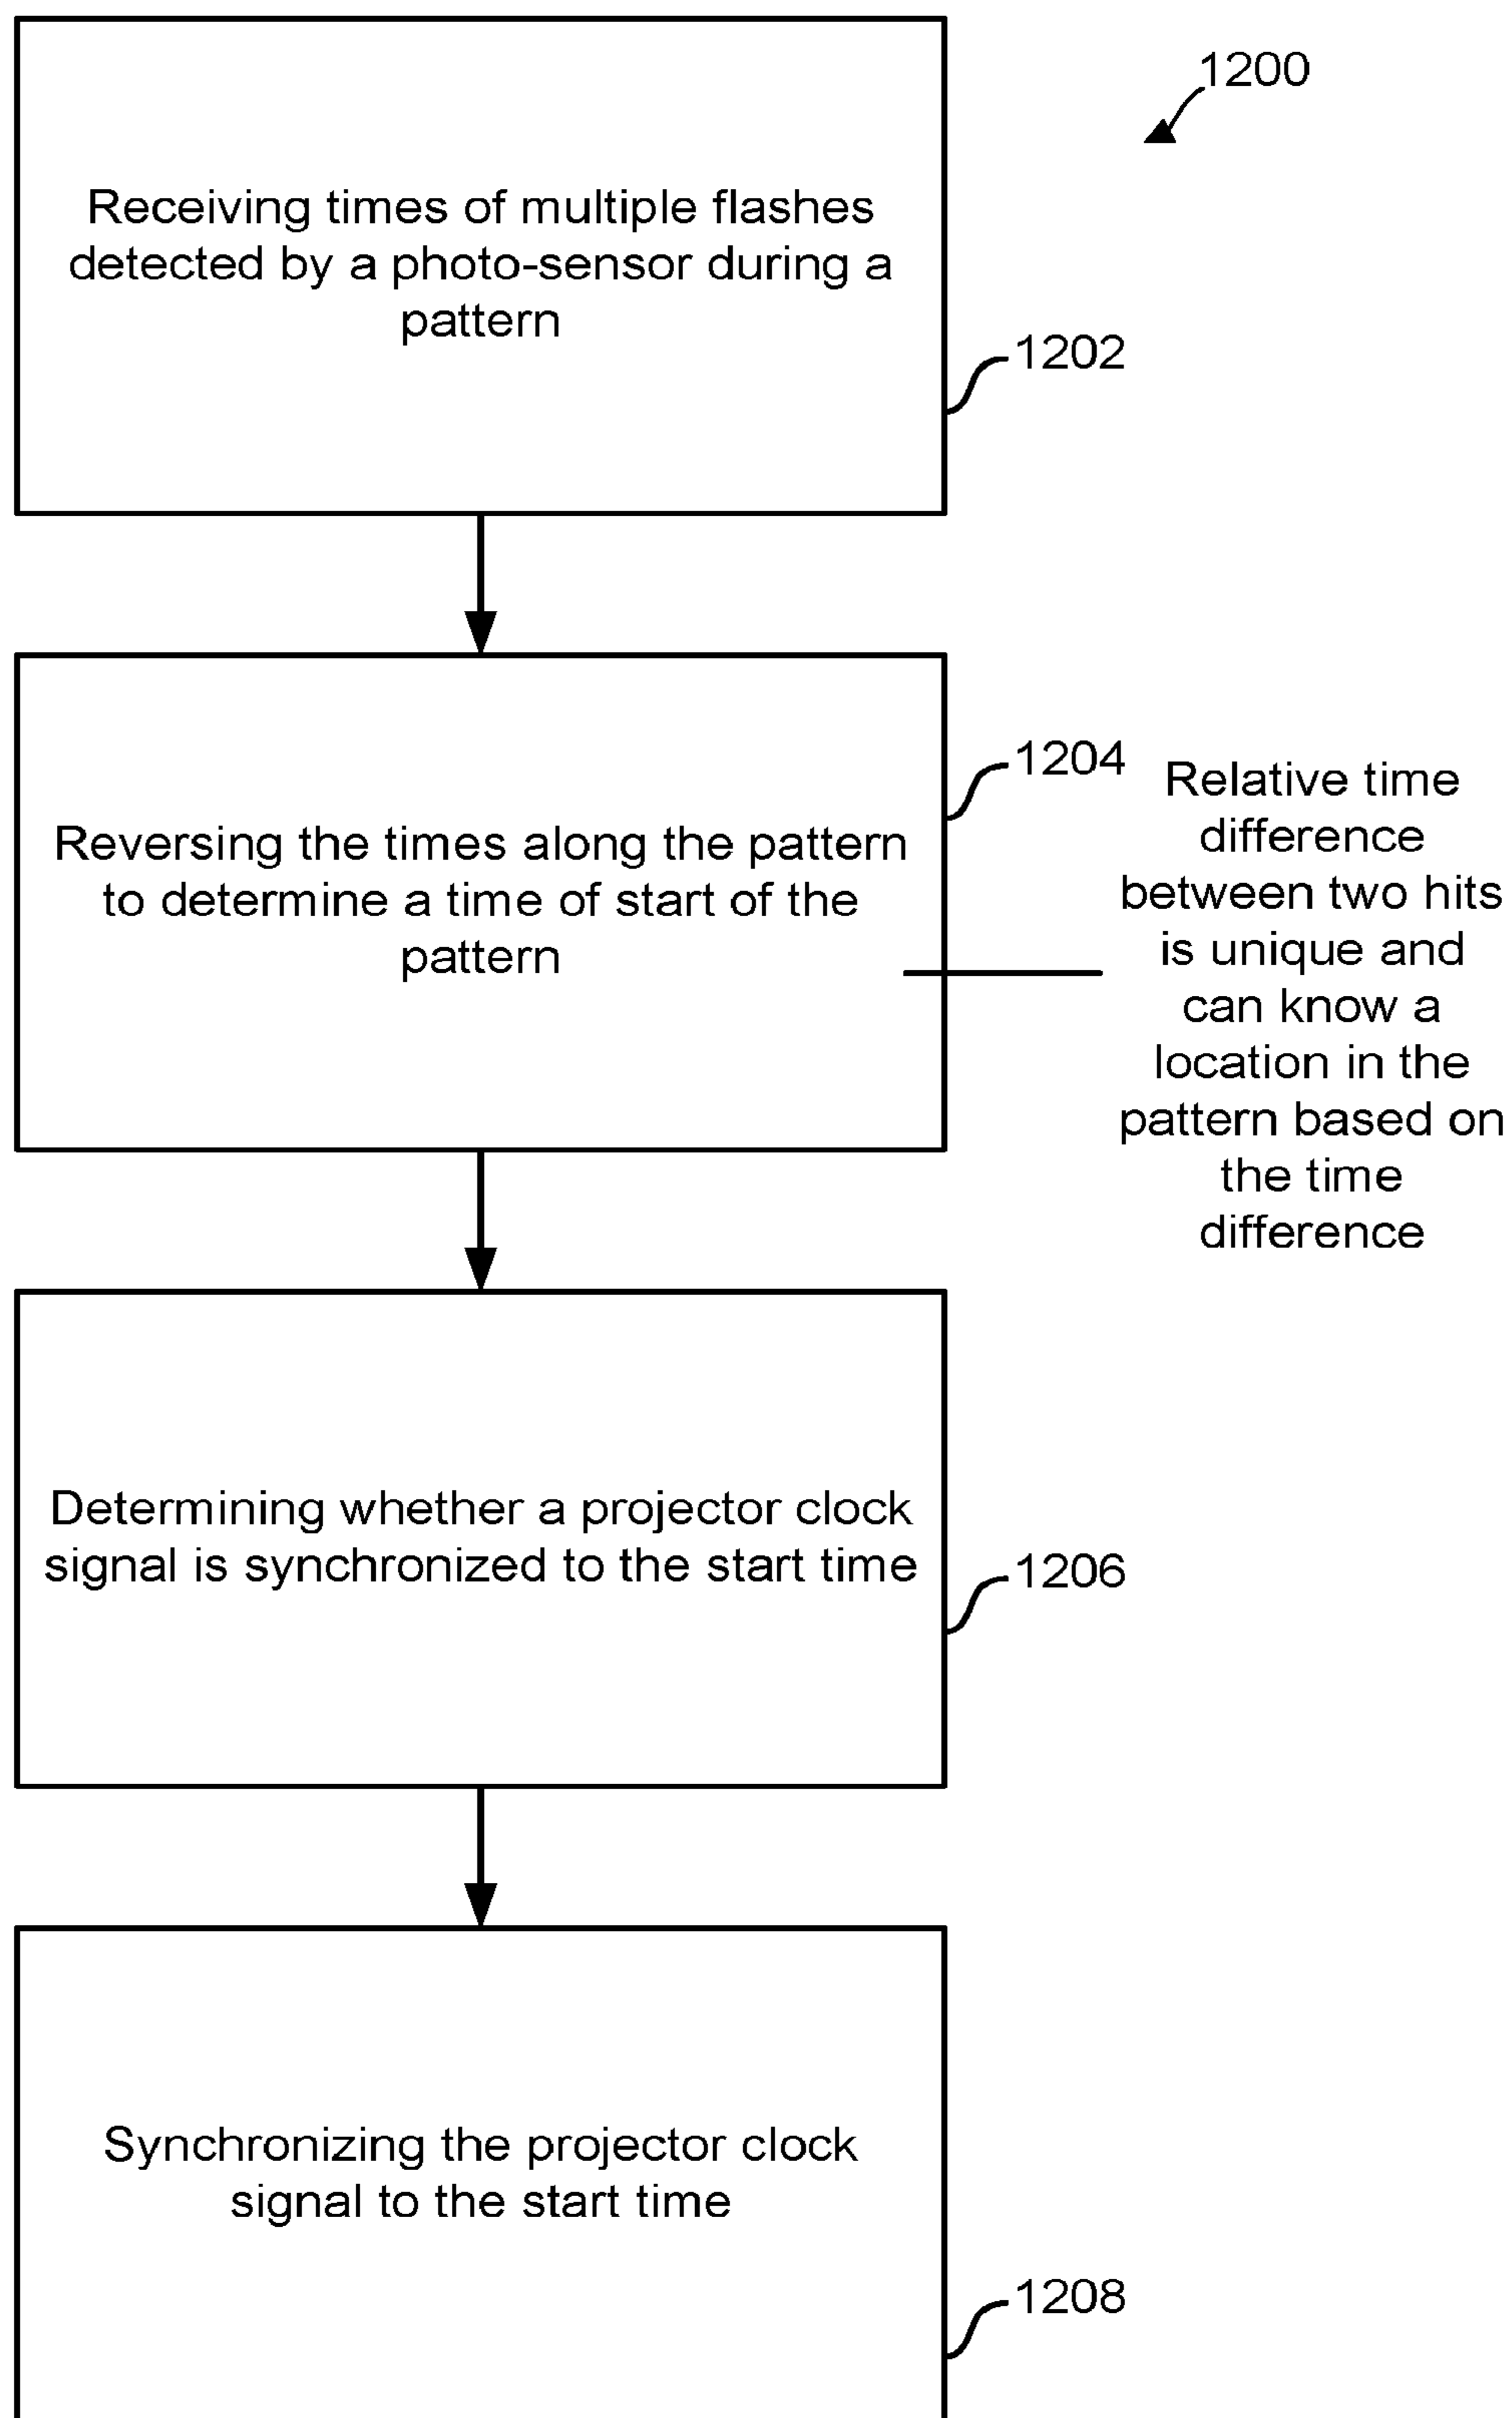 1200
Receiving times of multiple flashes
detected by a photo-sensor during a
pattern
1202
Reversing the times along the pattern
to determine a time of start of the
pattern
1204
Relative time
difference
between two hits
is unique and
can know a
location in the
pattern based on
the time
difference
Determining whether a projector clock
signal is synchronized to the start time
1206
Synchronizing the projector clock
signal to the start time
1208